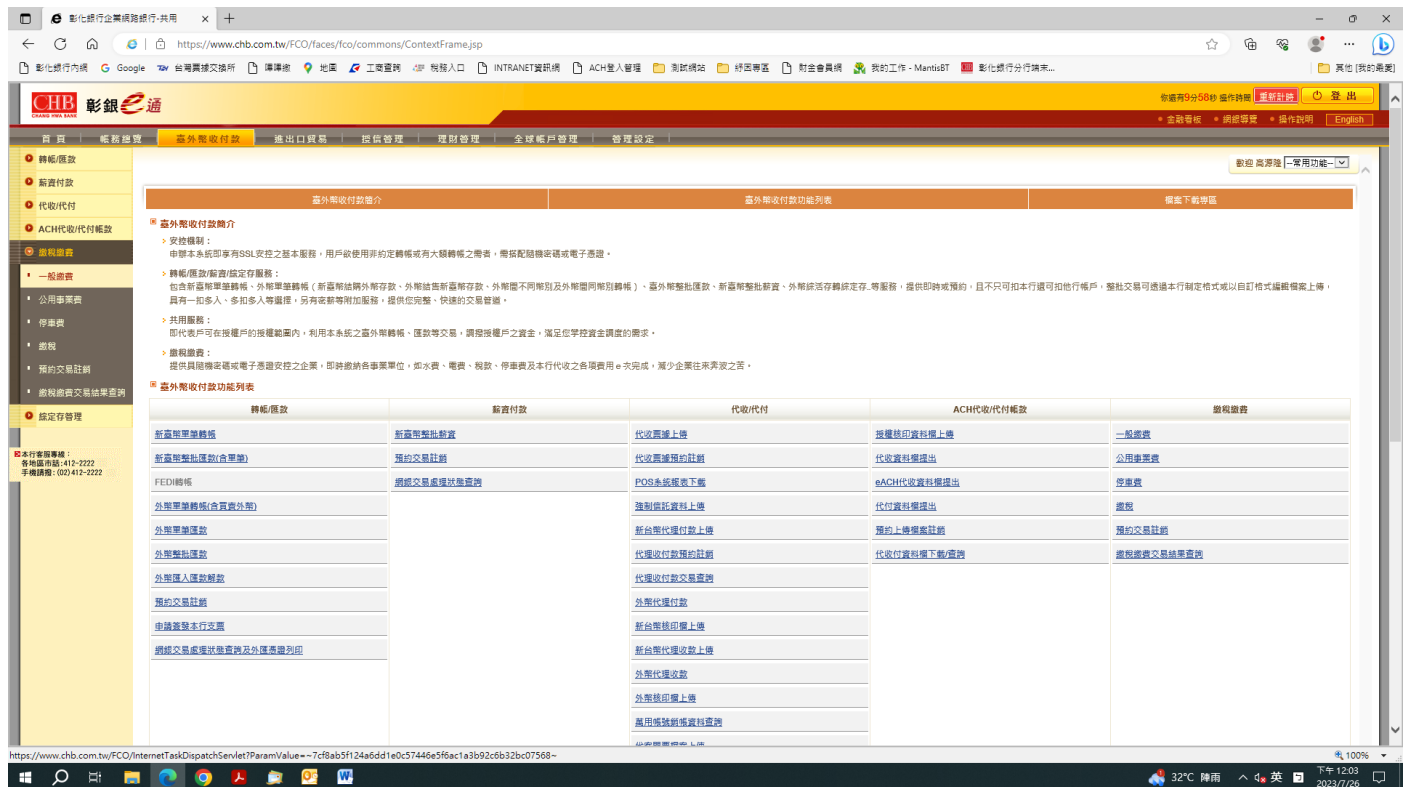 彰化銀行企業網路銀行-共用
https://www.chb.com.tw/FCO/faces/fco/commons/ContextFrame.jsp
彰化銀行內網 Google 台灣票據交換所 嗶嗶繳 地圖 工商查詢 稅務入口 INTRANET資訊網 ACH登入管理 測試網站 紓困專區 財金會員網 我的工作 - MantisBT 彰化銀行分行端末... 其他 [我的最愛]
CHB 彰銀e通
CHANG HWA BANK
你還有9分58秒 操作時間 重新計時 登 出
金融看板 網銀導覽 操作說明 English
首 頁 帳務總覽 臺外幣收付款 進出口貿易 授信管理 理財管理 全球帳戶管理 管理設定
轉帳/匯款
薪資付款
代收/代付
ACH代收/代付帳款
繳稅繳費
一般繳費
公用事業費
停車費
繳稅
預約交易註銷
繳稅繳費交易結果查詢
綜定存管理
本行客服專線：
各地區市話:412-2222
手機請撥：(02)412-2222
歡迎 高源隆 --常用功能--
臺外幣收付款簡介 臺外幣收付款功能列表 檔案下載專區
臺外幣收付款簡介
安控機制：
申辦本系統即享有SSL安控之基本服務，用戶欲使用非約定轉帳或有大額轉帳之需者，需搭配隨機密碼或電子憑證。
轉帳/匯款/薪資/綜定存服務：
包含新臺幣單筆轉帳、外幣單筆轉帳（新臺幣結購外幣存款、外幣結售新臺幣存款、外幣間不同幣別及外幣間同幣別轉帳）、臺外幣整批匯款、新臺幣整批薪資、外幣綜活存轉綜定存..等服務，提供即時或預約，且不只可扣本行還可扣他行帳戶，整批交易可透過本行制定格式或以自訂格式編輯檔案上傳，
具有一扣多人、多扣多人等選擇，另有密薪等附加服務，提供您完整、快速的交易管道。
共用服務：
即代表戶可在授權戶的授權範圍內，利用本系統之臺外幣轉帳、匯款等交易，調撥授權戶之資金，滿足您掌控資金調度的需求。
繳稅繳費：
提供具隨機密碼或電子憑證安控之企業，即時繳納各事業單位，如水費、電費、稅款、停車費及本行代收之各項費用 e 次完成，減少企業往來奔波之苦。
臺外幣收付款功能列表
轉帳/匯款 薪資付款 代收/代付 ACH代收/代付帳款 繳稅繳費
新臺幣單筆轉帳 新臺幣整批薪資 代收票據上傳 授權核印資料檔上傳 一般繳費
新臺幣整批匯款(含單筆) 預約交易註銷 代收票據預約註銷 代收資料檔提出 公用事業費
FEDI轉帳 網銀交易處理狀態查詢 POS系統報表下載 eACH代收資料檔提出 停車費
外幣單筆轉帳(含買賣外幣) 強制信託資料上傳 代付資料檔提出 繳稅
外幣單筆匯款 新台幣代理付款上傳 預約上傳檔案註銷 預約交易註銷
外幣整批匯款 代理收付款預約註銷 代收付資料檔下載/查詢 繳稅繳費交易結果查詢
外幣匯入匯款解款 代理收付款交易查詢
預約交易註銷 外幣代理付款
申請簽發本行支票 新台幣核印檔上傳
網銀交易處理狀態查詢及外匯憑證列印 新台幣代理收款上傳
外幣代理收款
外幣核印檔上傳
萬用帳號銷帳資料查詢
https://www.chb.com.tw/FCO/InternetTaskDispatchServlet?ParamValue=~7cf8ab5f124a6dd1e0c57446e5f6ac1a3b92c6b32bc07568~
100%
32°C 陣雨 英 下午 12:03
2023/7/26